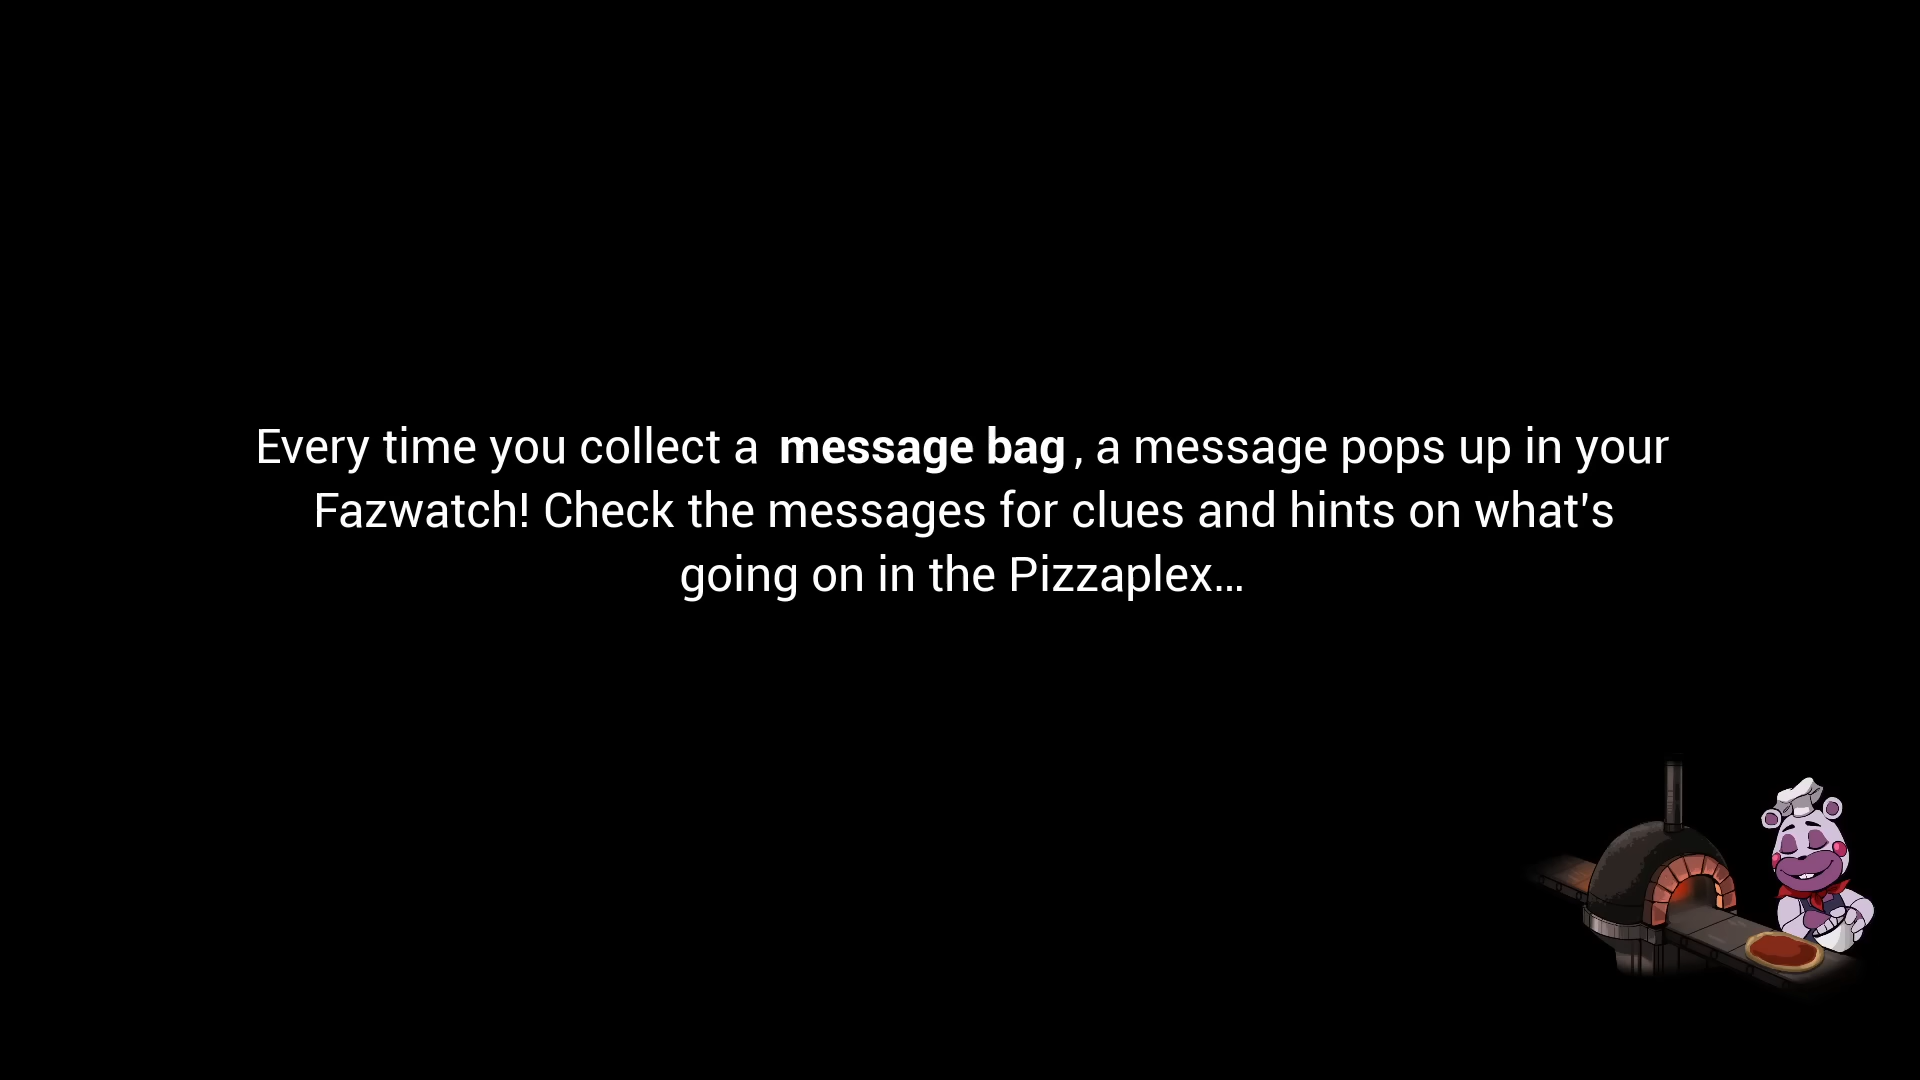 Every time you collect a message bag, a message pops up in your
Fazwatch! Check the messages for clues and hints on what's
going on in the Pizzaplex...